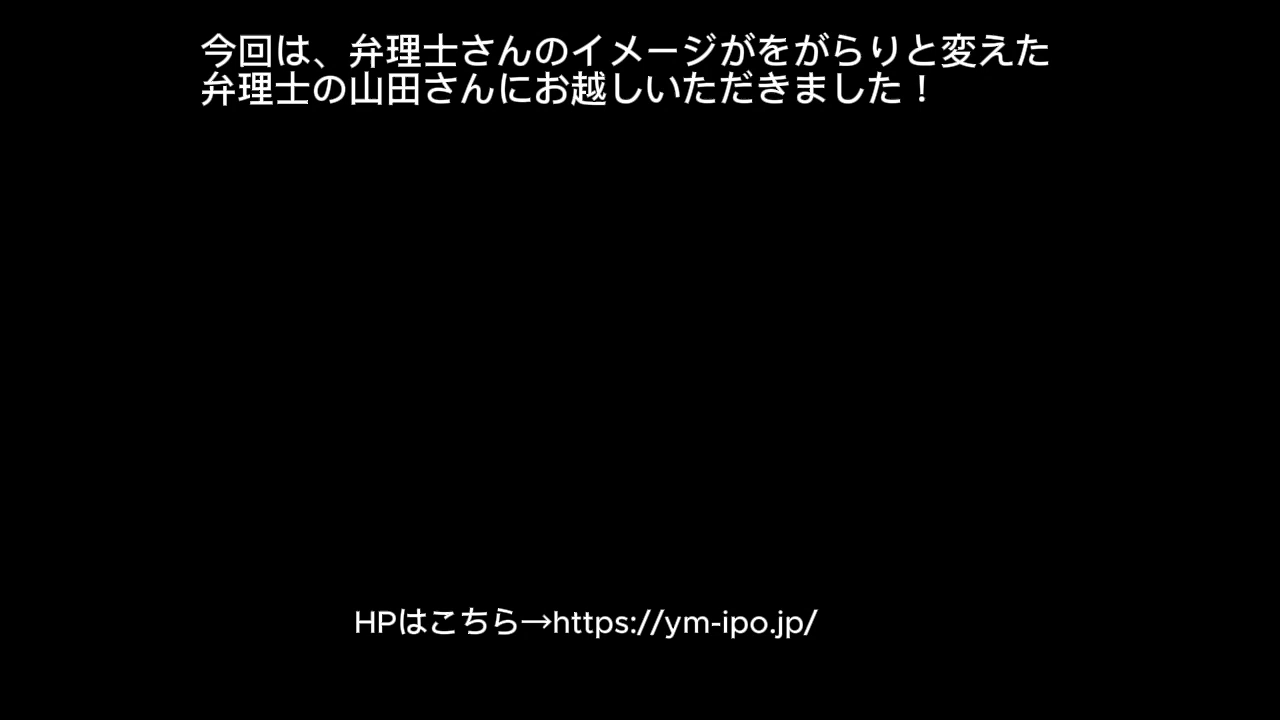 今回は、弁理士さんのイメージがをがらりと変えた
弁理士の山田さんにお越しいただきました！
HPはこちら→https://ym-ipo.jp/